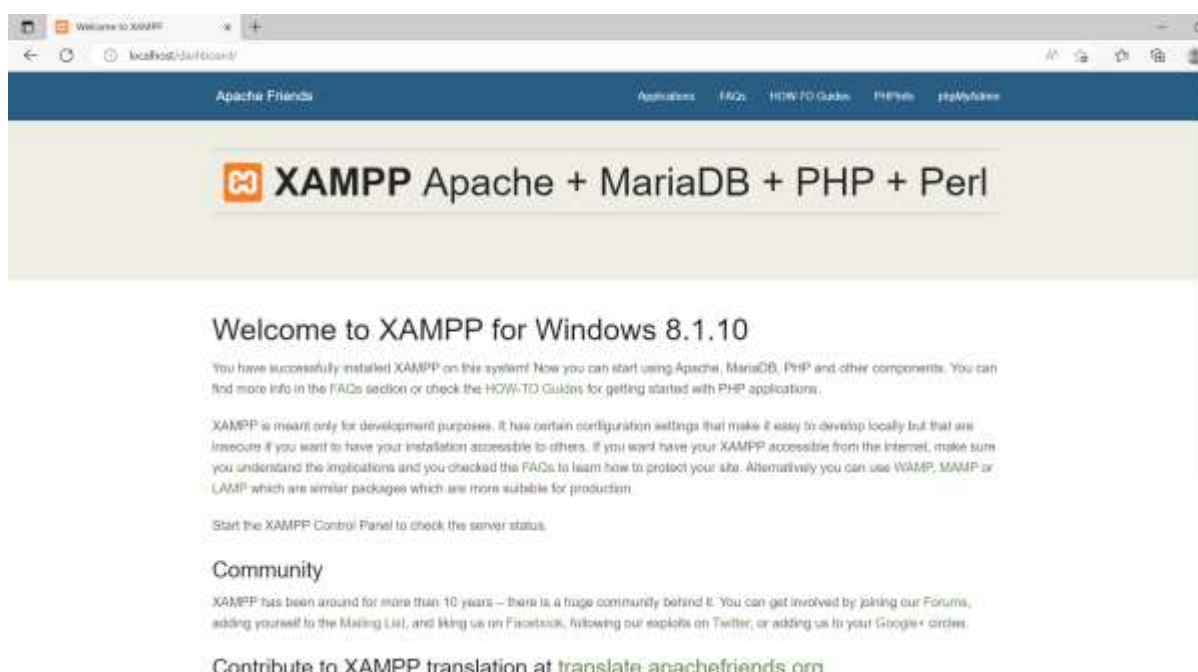 Welcome to XAMPP
localhost/dashboard/
Apache Friends
Applications FAQs HOW-TO Guides PHPInfo phpMyAdmin
XAMPP Apache + MariaDB + PHP + Perl
Welcome to XAMPP for Windows 8.1.10
You have successfully installed XAMPP on this system! Now you can start using Apache, MariaDB, PHP and other components. You can
find more info in the FAQs section or check the HOW-TO Guides for getting started with PHP applications.
XAMPP is meant only for development purposes. It has certain configuration settings that make it easy to develop locally but that are
insecure if you want to have your installation accessible to others. If you want have your XAMPP accessible from the internet, make sure
you understand the implications and you checked the FAQs to learn how to protect your site. Alternatively you can use WAMP, MAMP or
LAMP which are similar packages which are more suitable for production.
Start the XAMPP Control Panel to check the server status.
Community
XAMPP has been around for more than 10 years – there is a huge community behind it. You can get involved by joining our Forums,
adding yourself to the Mailing List, and liking us on Facebook, following our exploits on Twitter, or adding us to your Google+ circles.
Contribute to XAMPP translation at translate.apachefriends.org